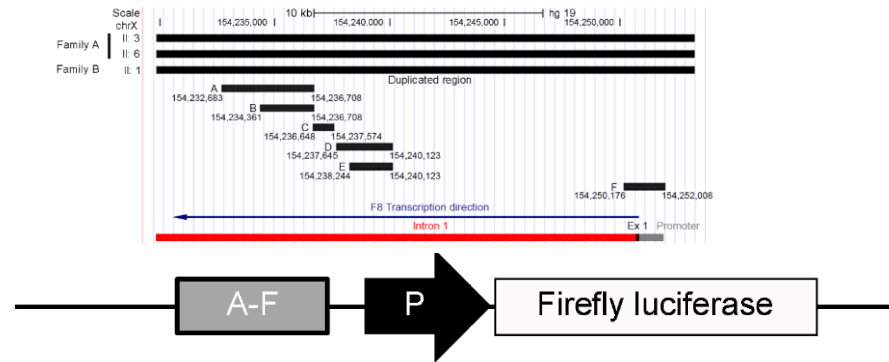 Scale 10 kb hg 19
chrX 154,235,000 154,240,000 154,245,000 154,250,000
Family A II: 3
II: 6
Family B II: 1
Duplicated region
A
154,232,683 154,236,708
B
154,234,361 154,236,708
C
154,236,648 154,237,574
D
154,237,645 154,240,123
E
154,238,244 154,240,123
F
154,250,176 154,252,008
F8 Transcription direction
Intron 1 Ex 1 Promoter
A-F P Firefly luciferase